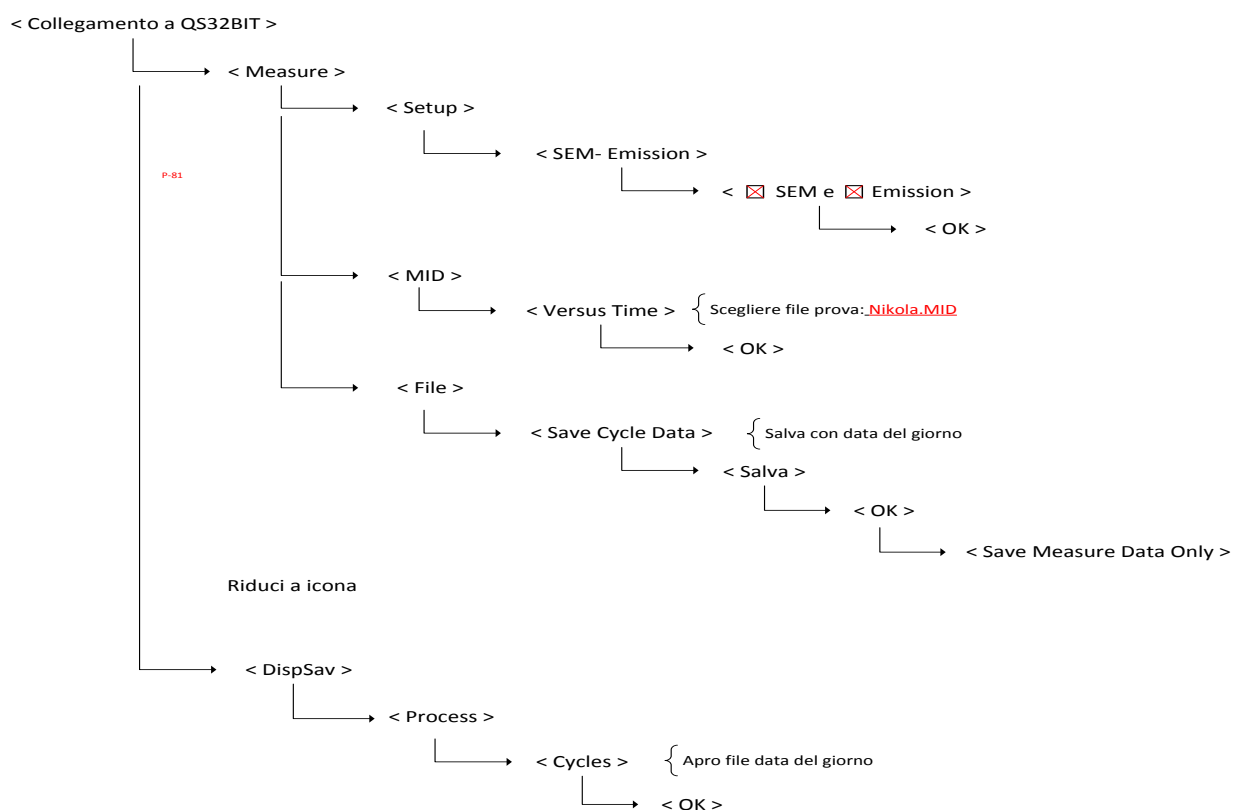 < Collegamento a QS32BIT >
< Measure >
< Setup >
< SEM- Emission >
P-81
< ☒ SEM e ☒ Emission >
< OK >
< MID >
< Versus Time > { Scegliere file prova: Nikola.MID
< OK >
< File >
< Save Cycle Data > { Salva con data del giorno
< Salva >
< OK >
< Save Measure Data Only >
Riduci a icona
< DispSav >
< Process >
< Cycles > { Apro file data del giorno
< OK >